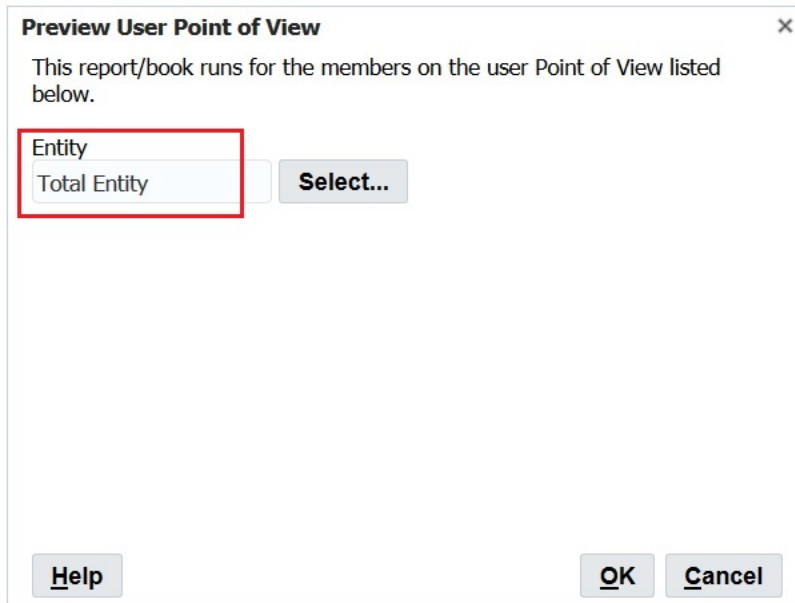 Preview User Point of View ×
This report/book runs for the members on the user Point of View listed
below.
Entity
Total Entity Select...
Help OK Cancel